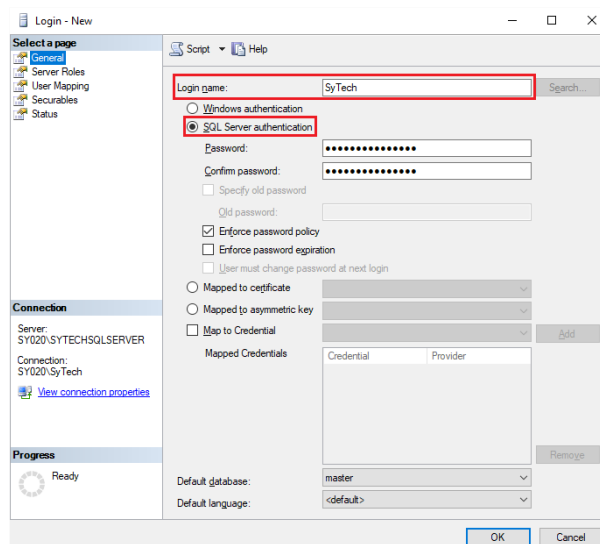 Login - New
Select a page
General
Server Roles
User Mapping
Securables
Status
Script
Help
Login name:
SyTech
Search...
Windows authentication
SQL Server authentication
Password:
●●●●●●●●●●●●●●●
Confirm password:
●●●●●●●●●●●●●●●
Specify old password
Old password:
Enforce password policy
Enforce password expiration
User must change password at next login
Mapped to certificate
Mapped to asymmetric key
Map to Credential
Add
Mapped Credentials
Credential Provider
Remove
Default database:
master
Default language:
<default>
Connection
Server:
SY020\SYTECHSQLSERVER
Connection:
SY020\SyTech
View connection properties
Progress
Ready
OK
Cancel